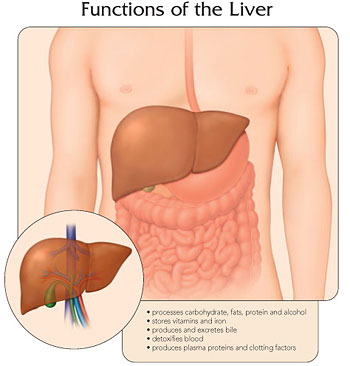 Functions of the Liver
• processes carbohydrate, fats, protein and alcohol
• stores vitamins and iron
• produces and excretes bile
• detoxifies blood
• produces plasma proteins and clotting factors